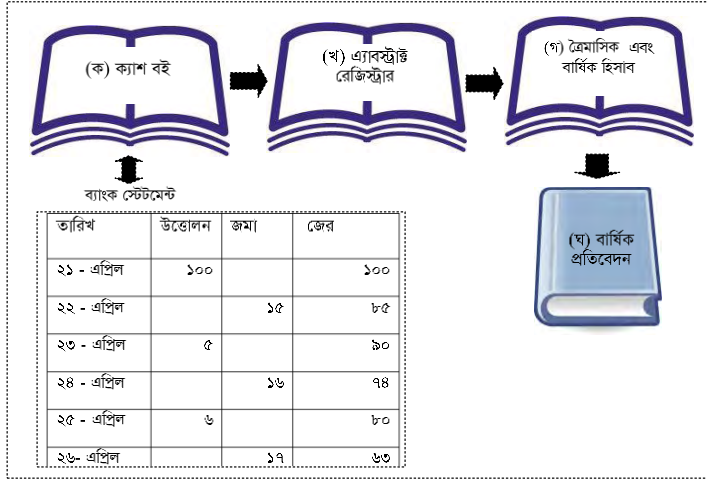 (ক) ক্যাশ বই
(খ) এ্যাবস্ট্রাক্ট
রেজিস্ট্রার
(গ) ত্রৈমাসিক এবং
বার্ষিক হিসাব
ব্যাংক স্টেটমেন্ট
(ঘ) বার্ষিক
প্রতিবেদন
তারিখ উত্তোলন জমা জের
২১ - এপ্রিল ১০০ ১০০
২২ - এপ্রিল ১৫ ৮৫
২৩ - এপ্রিল ৫ ৯০
২৪ - এপ্রিল ১৬ ৭৪
২৫ - এপ্রিল ৬ ৮০
২৬- এপ্রিল ১৭ ৬৩